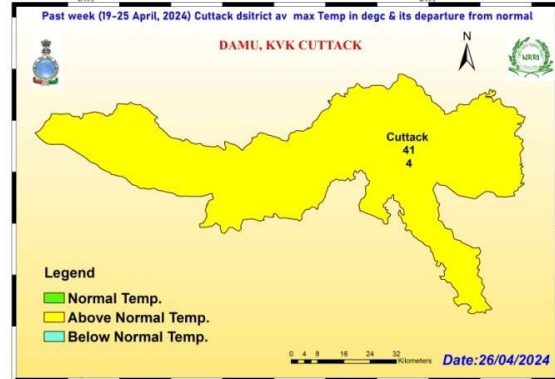 Past week (19-25 April, 2024) Cuttack dsitrict av max Temp in degc & its departure from normal
DAMU, KVK CUTTACK
N
NRRI
Cuttack
41
4
Legend
Normal Temp.
Above Normal Temp.
Below Normal Temp.
0 4 8 16 24 32
Kilometers
Date:26/04/2024